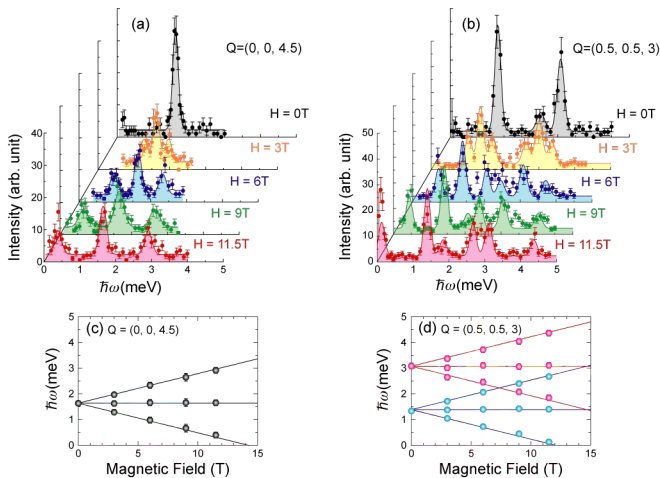 (a)
Q=(0, 0, 4.5)
H = 0T
H = 3T
H = 6T
H = 9T
H = 11.5T
Intensity (arb. unit)
40
30
20
10
0
0 1 2 3 4 5
ħω(meV)
(b)
Q=(0.5, 0.5, 3)
H = 0T
H = 3T
H = 6T
H = 9T
H = 11.5T
Intensity (arb. unit)
50
40
30
20
10
0
0 1 2 3 4 5
ħω(meV)
(c) Q = (0, 0, 4.5)
ħω(meV)
5
4
3
2
1
0
0 5 10 15
Magnetic Field (T)
(d) Q = (0.5, 0.5, 3)
ħω(meV)
5
4
3
2
1
0
0 5 10 15
Magnetic Field (T)